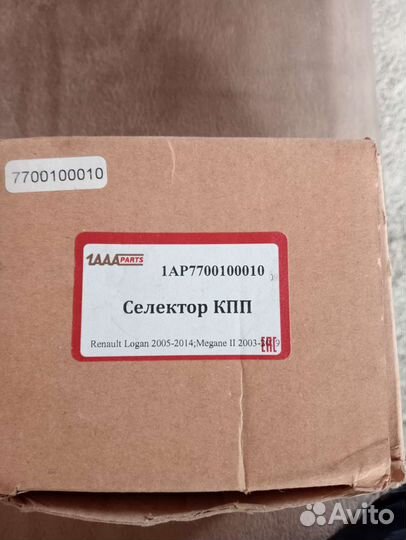 7700100010
1AAA PARTS
1AP7700100010
Селектор КПП
Renault Logan 2005-2014;Megane II 2003-
EAC
Avito